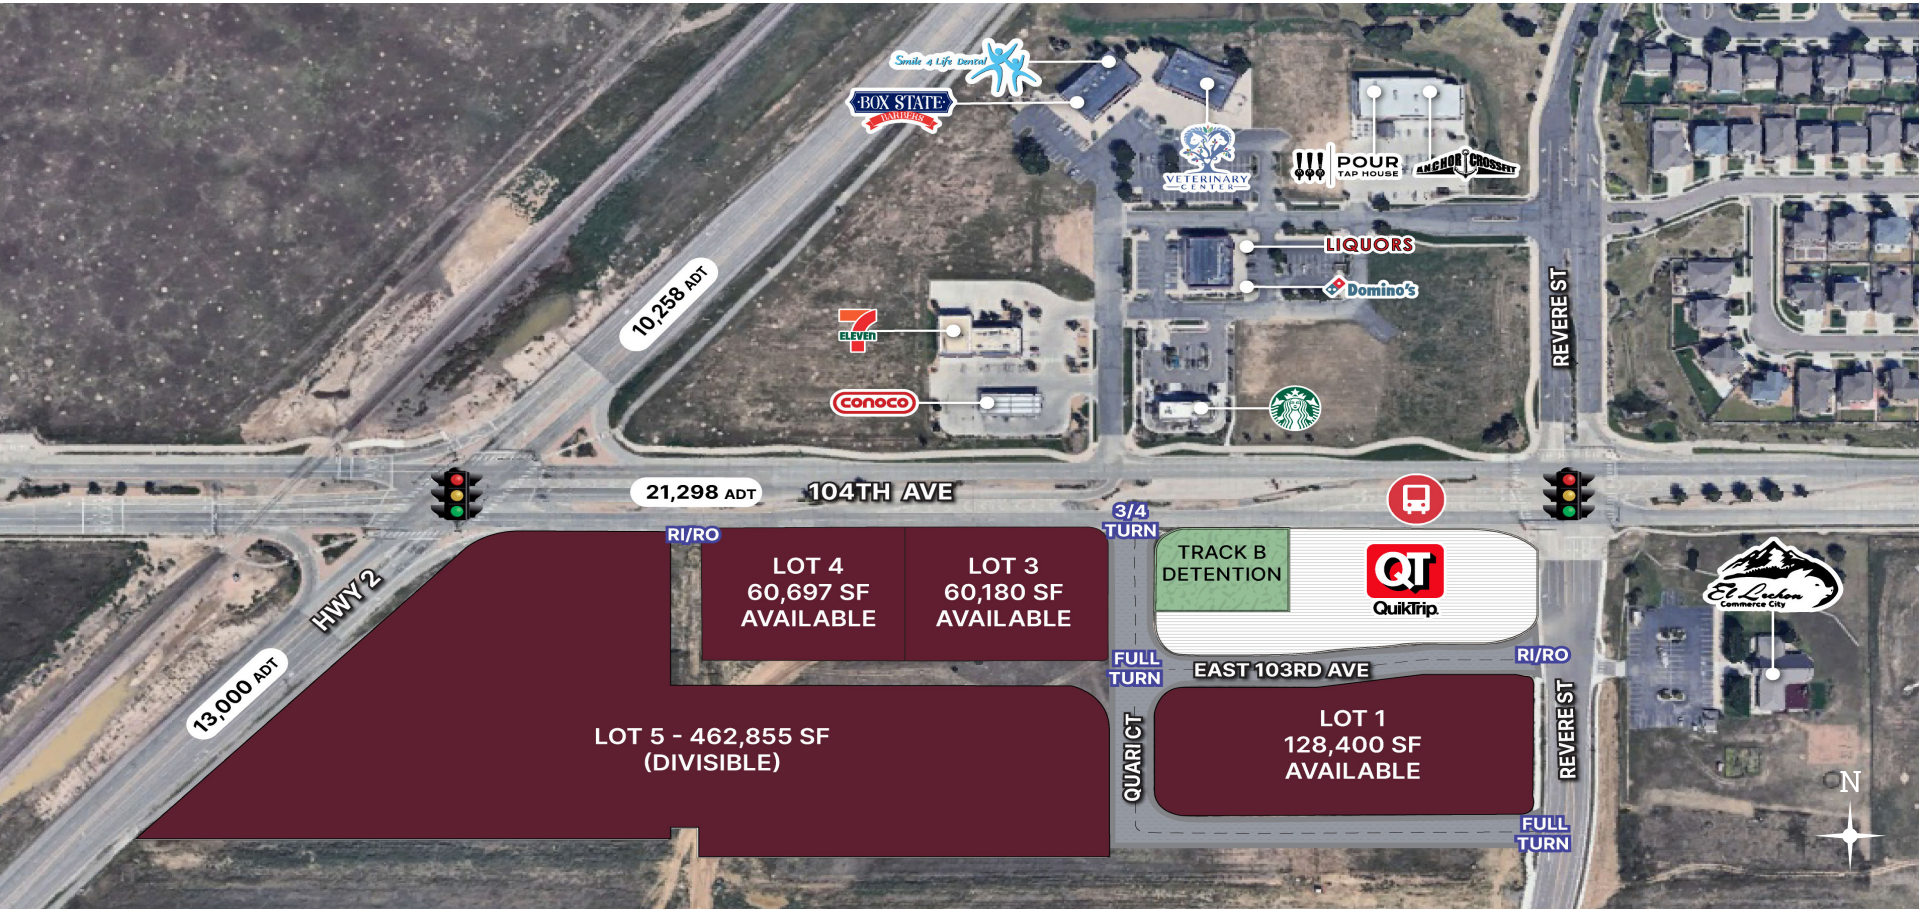 Smile 4 Life Dental
BOX STATE
BARBERS
VETERINARY
CENTER
POUR
TAP HOUSE
ANCHOR CROSSFIT
LIQUORS
Domino's
REVERE ST
10,258 ADT
7
ELEVEN
CONOCO
21,298 ADT
104TH AVE
RI/RO
3/4
TURN
LOT 4
60,697 SF
AVAILABLE
LOT 3
60,180 SF
AVAILABLE
TRACK B
DETENTION
QT
QuikTrip
El Lechon
Commerce City
HWY 2
13,000 ADT
FULL
TURN
EAST 103RD AVE
RI/RO
LOT 5 - 462,855 SF
(DIVISIBLE)
QUARI CT
LOT 1
128,400 SF
AVAILABLE
REVERE ST
FULL
TURN
N